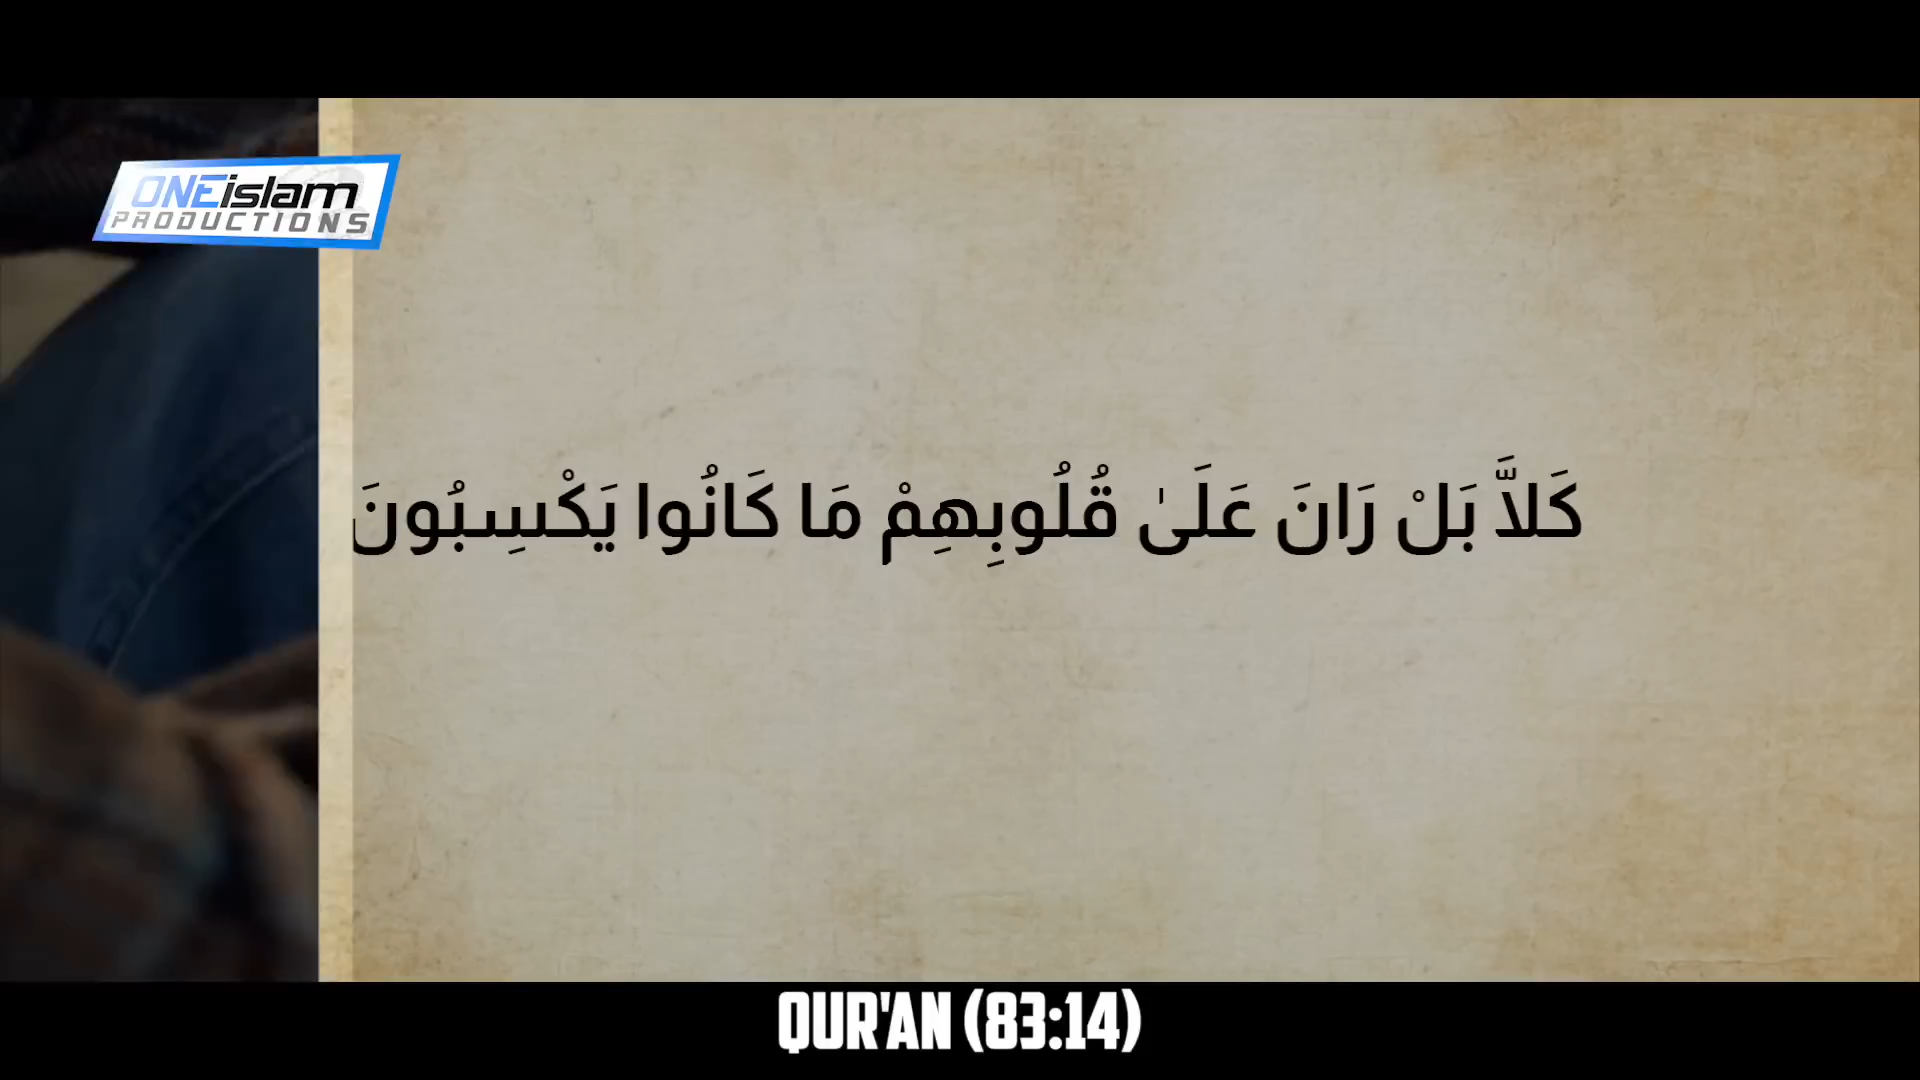 ONEislam
PRODUCTIONS
كَلاَّ بَلْ رَانَ عَلَىٰ قُلُوبِهِمْ مَا كَانُوا يَكْسِبُونَ
QUR'AN (83:14)